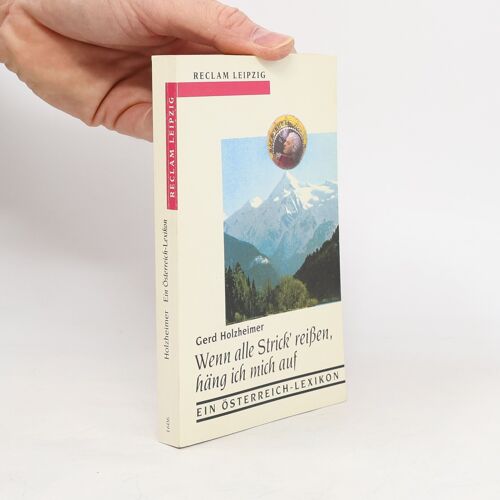 RECLAM LEIPZIG
Gerd Holzheimer
Wenn alle Strick' reißen,
häng ich mich auf
EIN ÖSTERREICH-LEXIKON
RECLAM LEIPZIG
Holzheimer Ein Österreich-Lexikon
1606